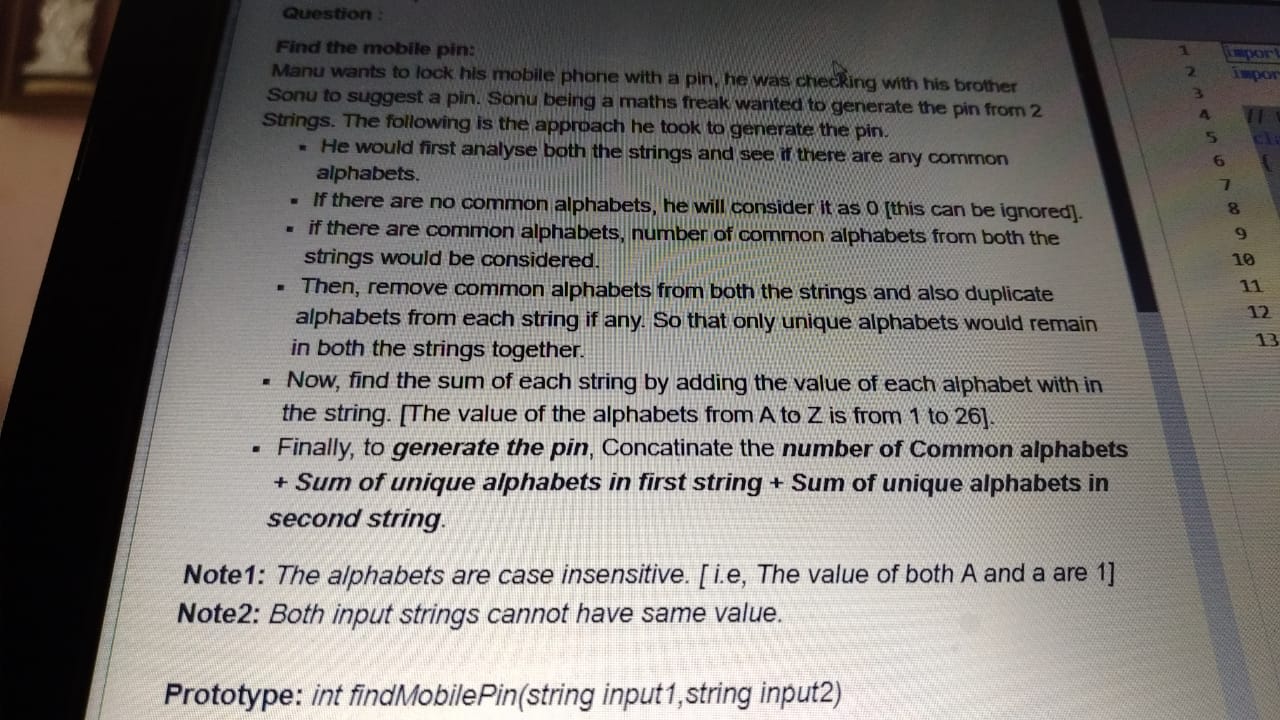 Question :
Find the mobile pin:
Manu wants to lock his mobile phone with a pin, he was checking with his brother
Sonu to suggest a pin. Sonu being a maths freak wanted to generate the pin from 2
Strings. The following is the approach he took to generate the pin.
▪ He would first analyse both the strings and see if there are any common
alphabets.
▪ If there are no common alphabets, he will consider it as 0 [this can be ignored].
▪ if there are common alphabets, number of common alphabets from both the
strings would be considered.
▪ Then, remove common alphabets from both the strings and also duplicate
alphabets from each string if any. So that only unique alphabets would remain
in both the strings together.
▪ Now, find the sum of each string by adding the value of each alphabet with in
the string. [The value of the alphabets from A to Z is from 1 to 26].
▪ Finally, to generate the pin, Concatinate the number of Common alphabets
+ Sum of unique alphabets in first string + Sum of unique alphabets in
second string.
Note1: The alphabets are case insensitive. [ i.e, The value of both A and a are 1]
Note2: Both input strings cannot have same value.
Prototype: int findMobilePin(string input1,string input2)
1 import
2 impor
3
4 //
5
6 {
7
8
9
10
11
12
13